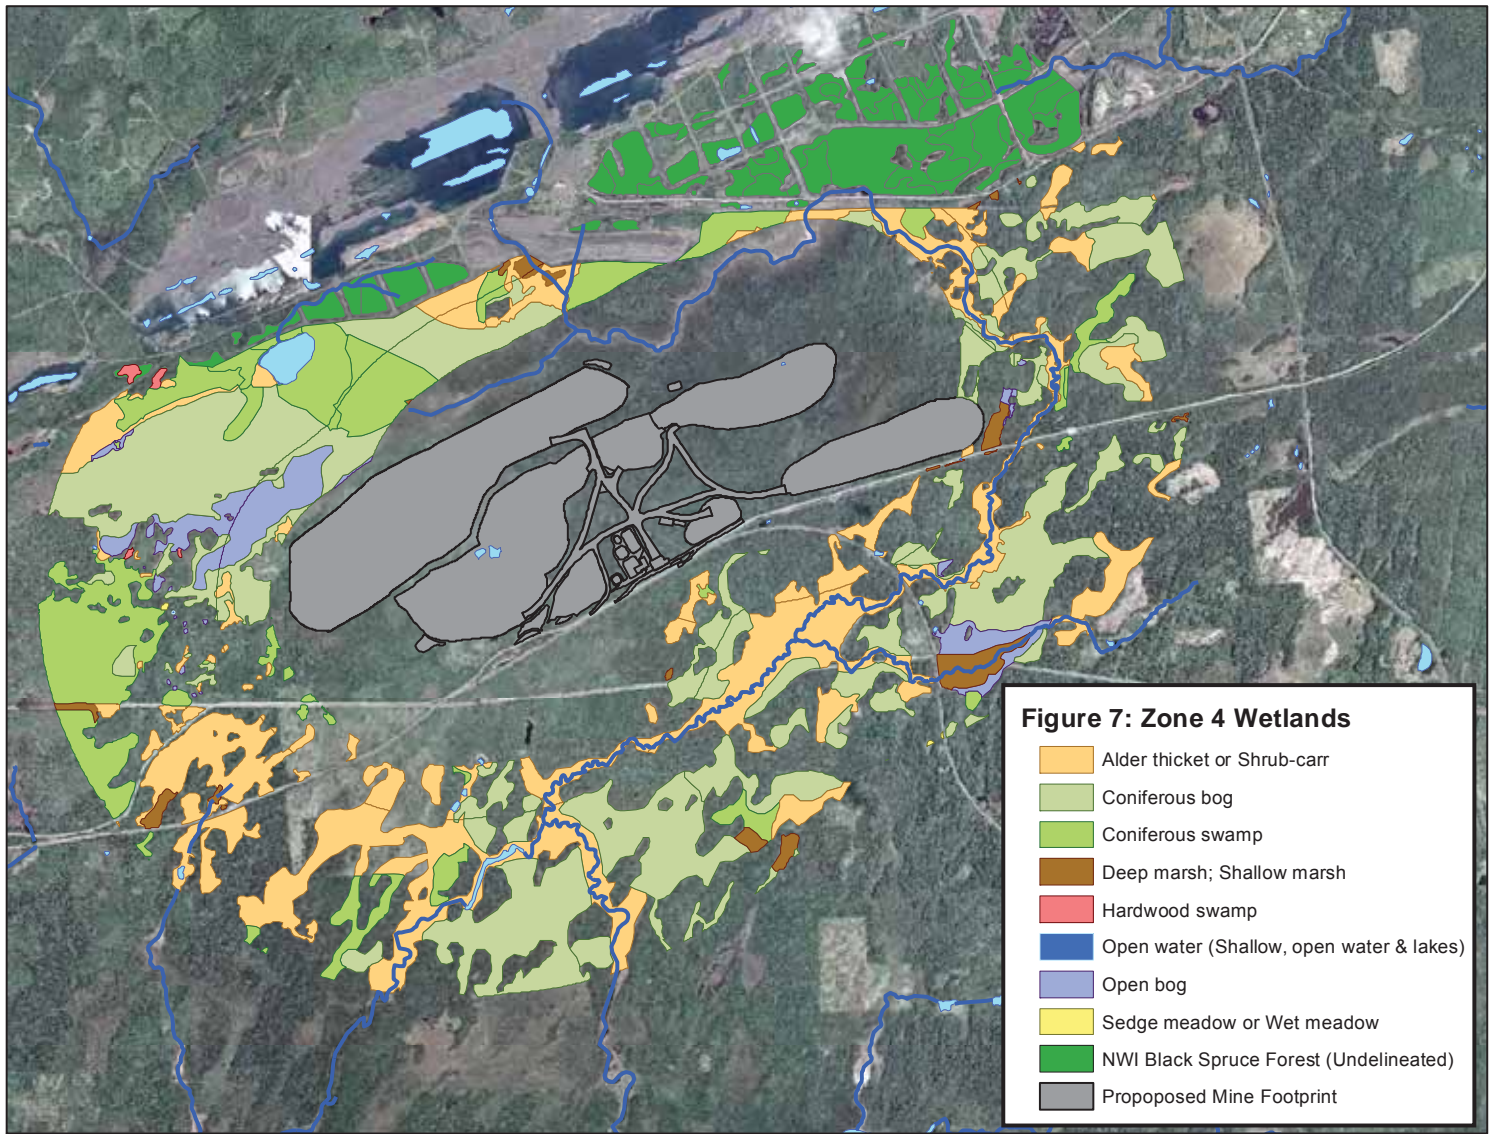 Figure 7: Zone 4 Wetlands
Alder thicket or Shrub-carr
Coniferous bog
Coniferous swamp
Deep marsh; Shallow marsh
Hardwood swamp
Open water (Shallow, open water & lakes)
Open bog
Sedge meadow or Wet meadow
NWI Black Spruce Forest (Undelineated)
Propoposed Mine Footprint